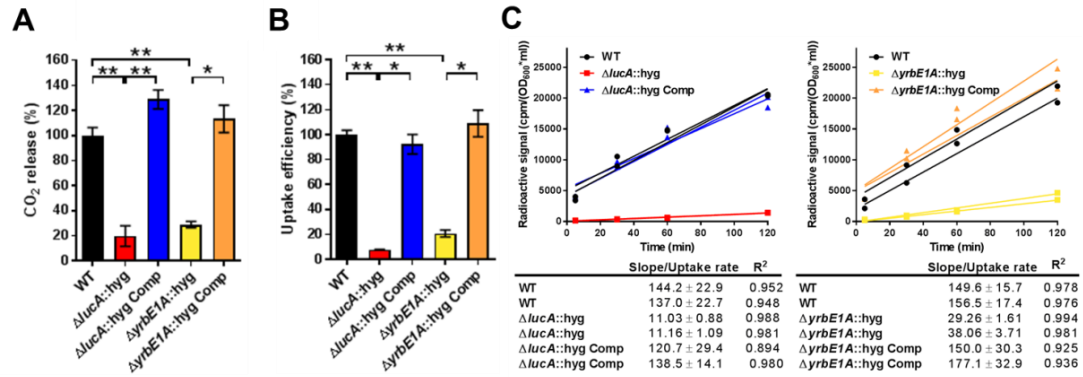 A
CO2 release (%)
160
140
120
100
80
60
40
20
0
** ** ** *
WT
ΔlucA::hyg
ΔlucA::hyg Comp
ΔyrbE1A::hyg
ΔyrbE1A::hyg Comp
B
Uptake efficiency (%)
160
140
120
100
80
60
40
20
0
** ** * *
WT
ΔlucA::hyg
ΔlucA::hyg Comp
ΔyrbE1A::hyg
ΔyrbE1A::hyg Comp
C
Radioactive signal (cpm/(OD600*ml))
WT
ΔlucA::hyg
ΔlucA::hyg Comp
25000
20000
15000
10000
5000
0
0 20 40 60 80 100 120
Time (min)
Slope/Uptake rate R2
WT 144.2 ± 22.9 0.952
WT 137.0 ± 22.7 0.948
ΔlucA::hyg 11.03 ± 0.88 0.988
ΔlucA::hyg 11.16 ± 1.09 0.981
ΔlucA::hyg Comp 120.7 ± 29.4 0.894
ΔlucA::hyg Comp 138.5 ± 14.1 0.980
Radioactive signal (cpm/(OD600*ml))
WT
ΔyrbE1A::hyg
ΔyrbE1A::hyg Comp
25000
20000
15000
10000
5000
0
0 20 40 60 80 100 120
Time (min)
Slope/Uptake rate R2
WT 149.6 ± 15.7 0.978
WT 156.5 ± 17.4 0.976
ΔyrbE1A::hyg 29.26 ± 1.61 0.994
ΔyrbE1A::hyg 38.06 ± 3.71 0.981
ΔyrbE1A::hyg Comp 150.0 ± 30.3 0.925
ΔyrbE1A::hyg Comp 177.1 ± 32.9 0.936